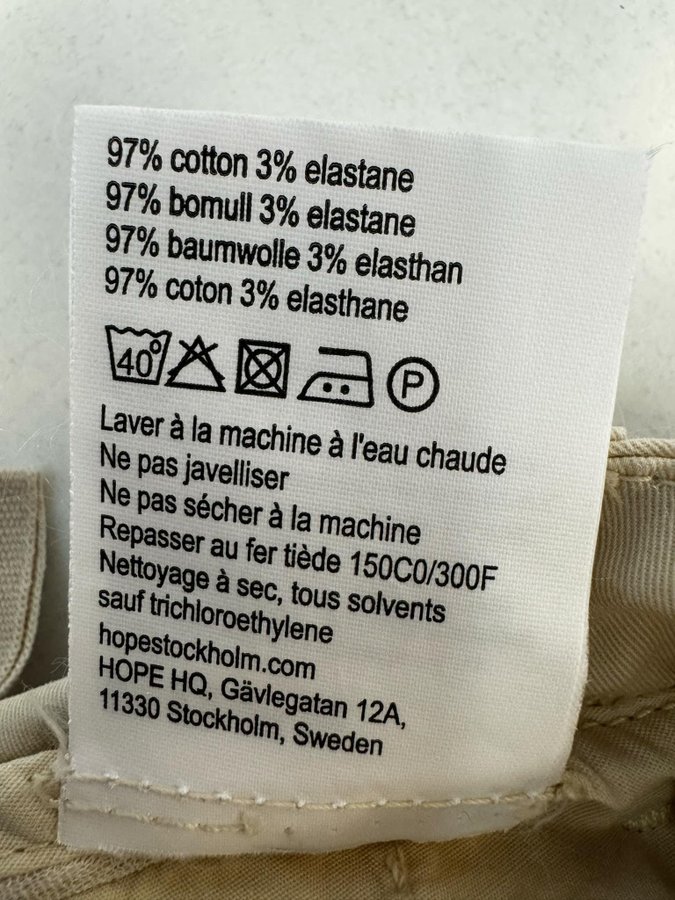 97% cotton 3% elastane
97% bomull 3% elastane
97% baumwolle 3% elasthan
97% coton 3% elasthane
40° P
Laver à la machine à l'eau chaude
Ne pas javelliser
Ne pas sécher à la machine
Repasser au fer tiède 150C0/300F
Nettoyage à sec, tous solvents
sauf trichloroethylene
hopestockholm.com
HOPE HQ, Gävlegatan 12A,
11330 Stockholm, Sweden